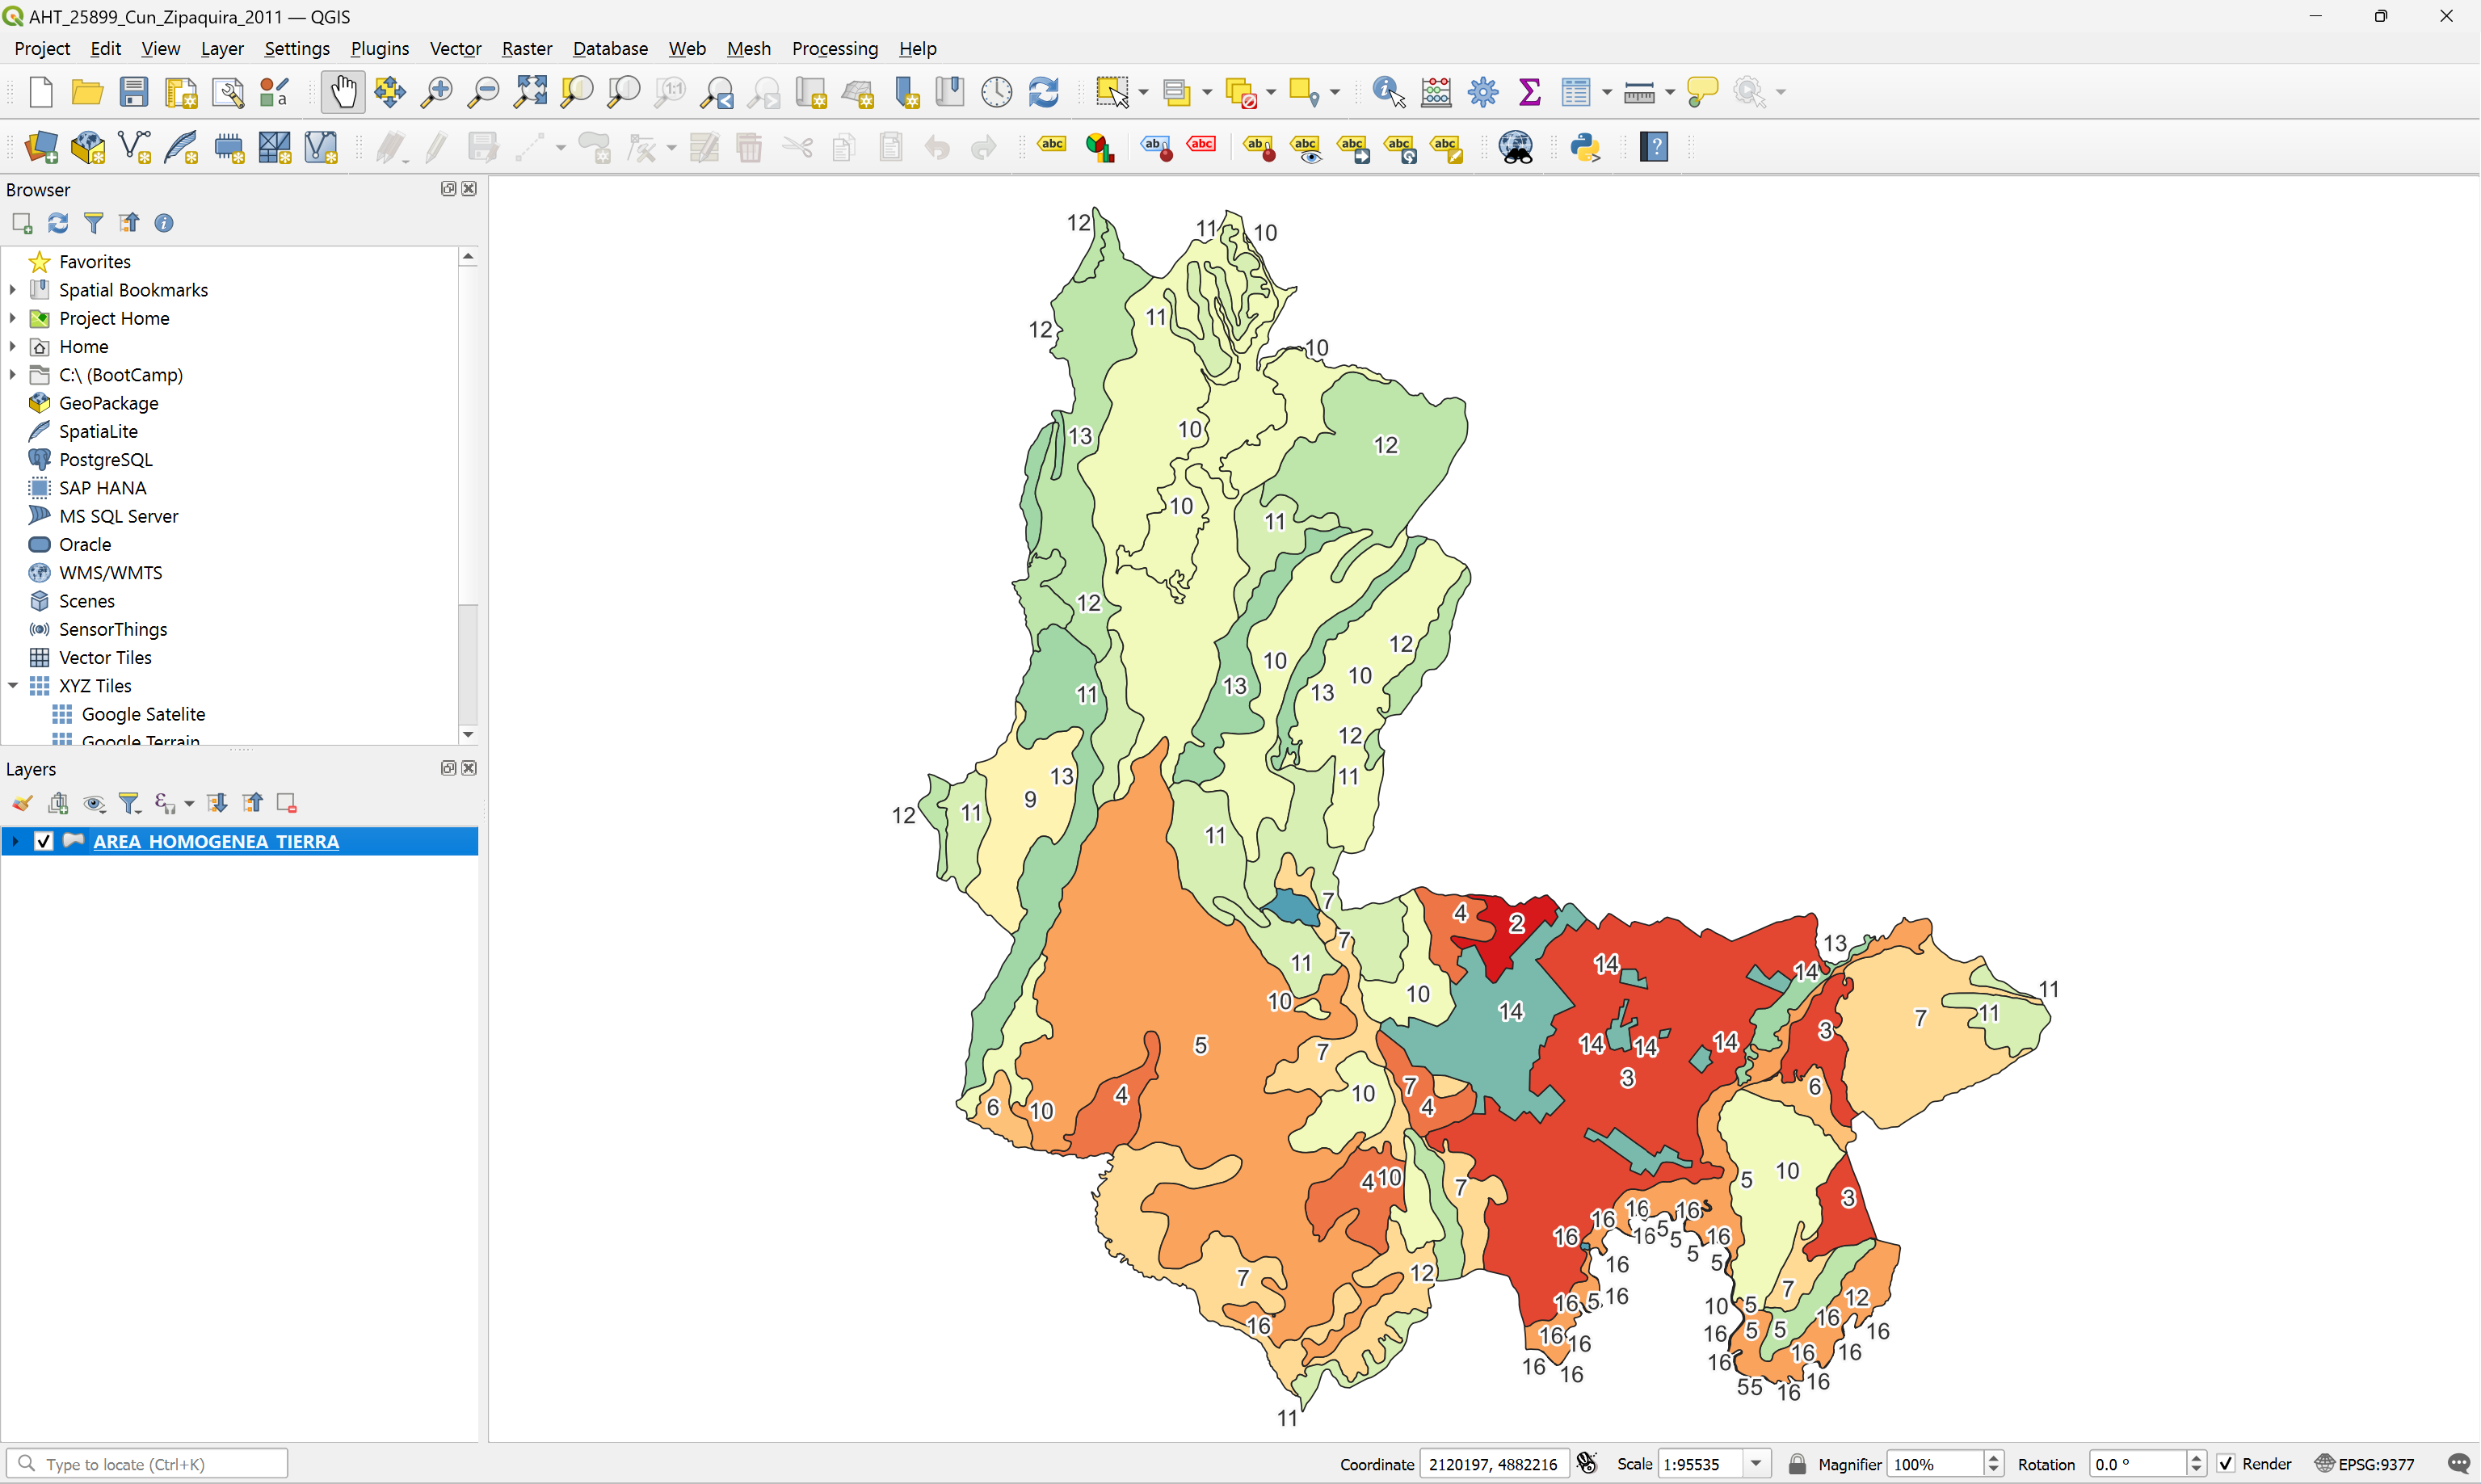 AHT_25899_Cun_Zipaquira_2011 — QGIS
Project Edit View Layer Settings Plugins Vector Raster Database Web Mesh Processing Help
Browser
Favorites
Spatial Bookmarks
Project Home
Home
C:\ (BootCamp)
GeoPackage
SpatiaLite
PostgreSQL
SAP HANA
MS SQL Server
Oracle
WMS/WMTS
Scenes
SensorThings
Vector Tiles
XYZ Tiles
Google Satelite
Google Terrain
Layers
AREA HOMOGENEA TIERRA
12 11 10
12 11
10
13 10 12
10 11
12
12
10 10
11 13 13
12
13 11
9
12 11
11
7
4 2
7 13
11 14 14
10 10 11
14 7 11
3
5 14 14 14
7 3
10 7 6
6 10 4 4
4 10 7 5 10
3
16 16 16
16 16 5 5 16
5 5
7 12 16
7
16 5 16 10 5 12
16 16
16 16 16 5 5 16
16 16
16 16 16
55 16 16
11
Type to locate (Ctrl+K)
Coordinate 2120197, 4882216 Scale 1:95535 Magnifier 100% Rotation 0.0 ° Render EPSG:9377